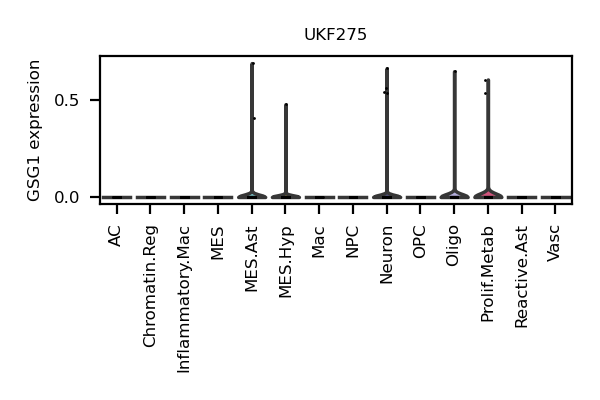 UKF275
GSG1 expression
0.5
0.0
AC
Chromatin.Reg
Inflammatory.Mac
MES
MES.Ast
MES.Hyp
Mac
NPC
Neuron
OPC
Oligo
Prolif.Metab
Reactive.Ast
Vasc